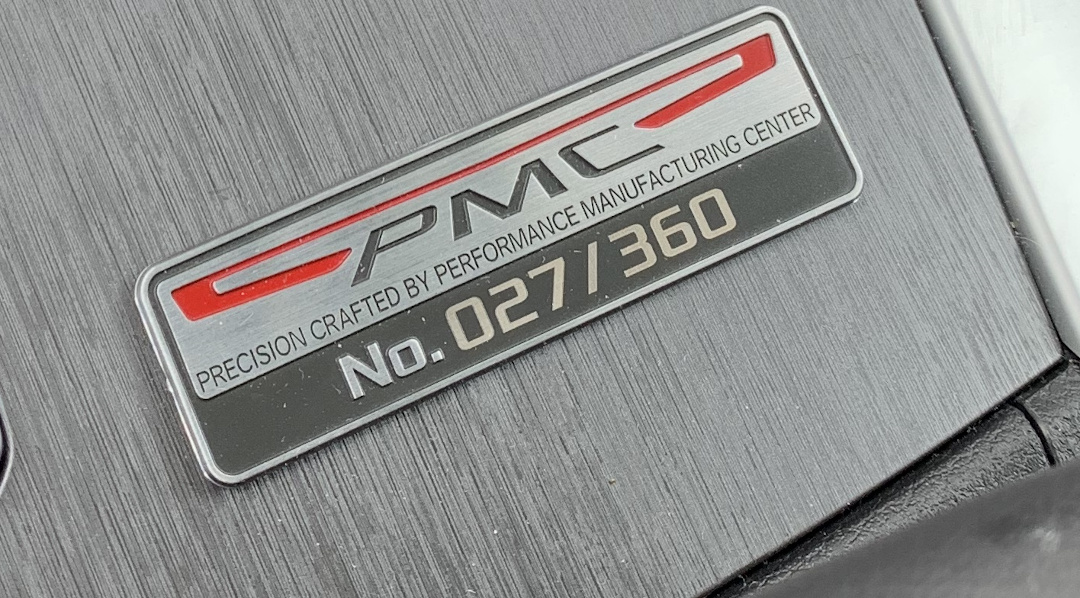 PMC
PRECISION CRAFTED BY PERFORMANCE MANUFACTURING CENTER
No. 027/360